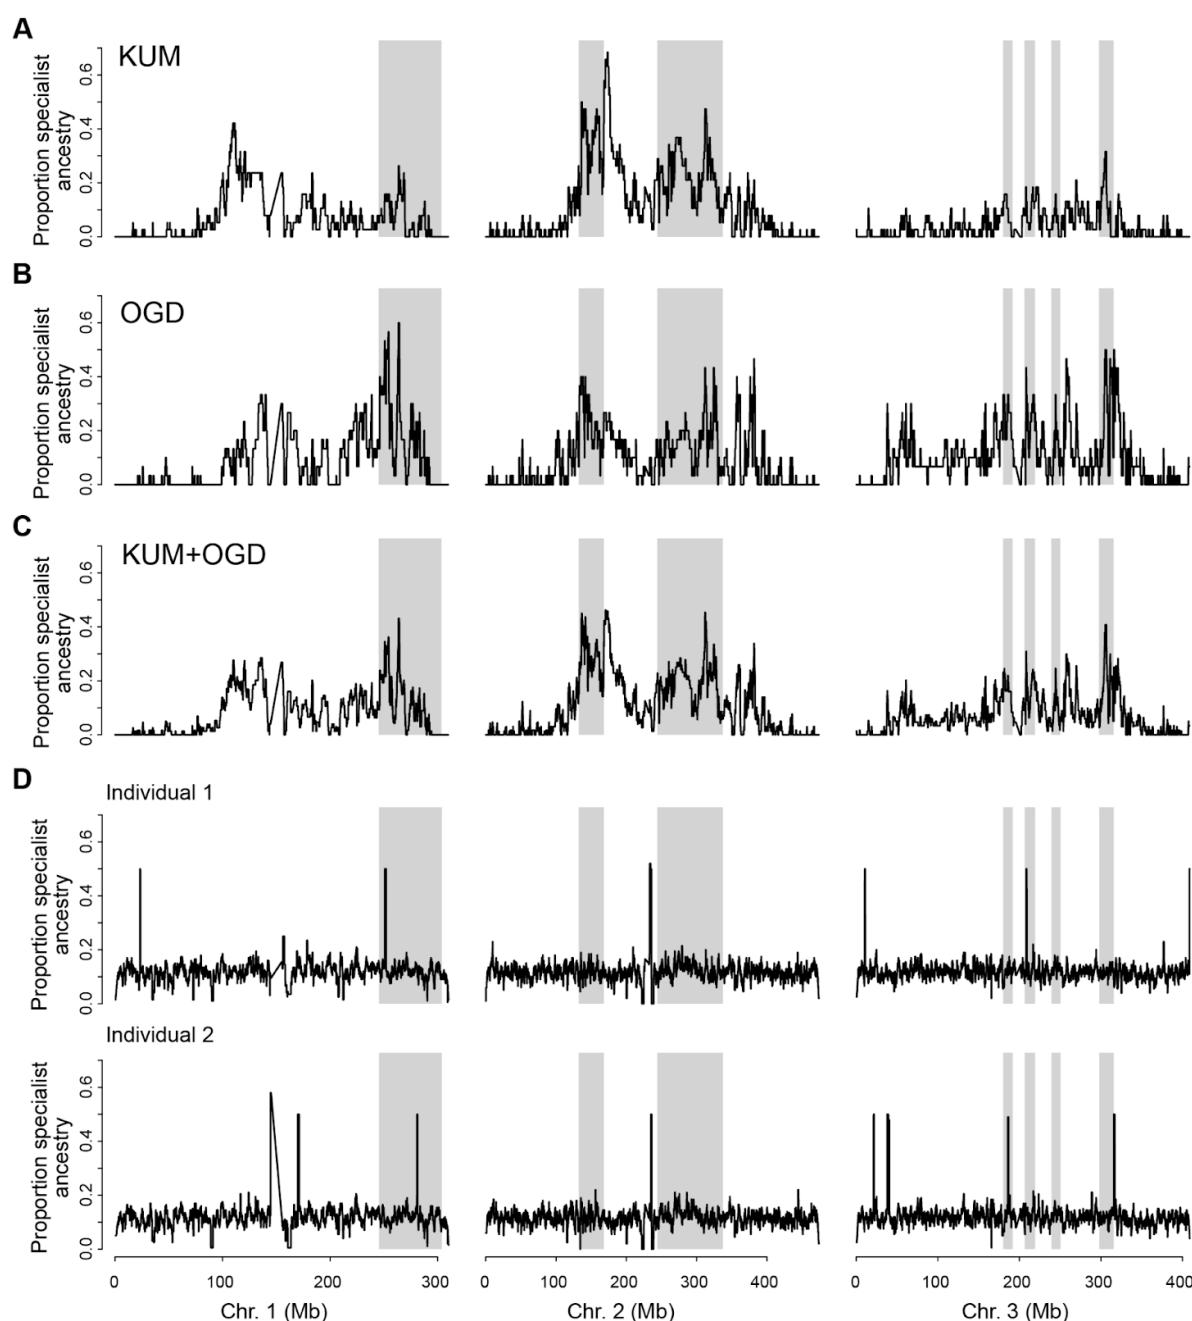 A
KUM
Proportion specialist
ancestry
0.0 0.2 0.4 0.6
B
OGD
Proportion specialist
ancestry
0.0 0.2 0.4 0.6
C
KUM+OGD
Proportion specialist
ancestry
0.0 0.2 0.4 0.6
D
Individual 1
Proportion specialist
ancestry
0.0 0.2 0.4 0.6
Individual 2
Proportion specialist
ancestry
0.0 0.2 0.4 0.6
0 100 200 300 0 100 200 300 400 0 100 200 300 400
Chr. 1 (Mb) Chr. 2 (Mb) Chr. 3 (Mb)